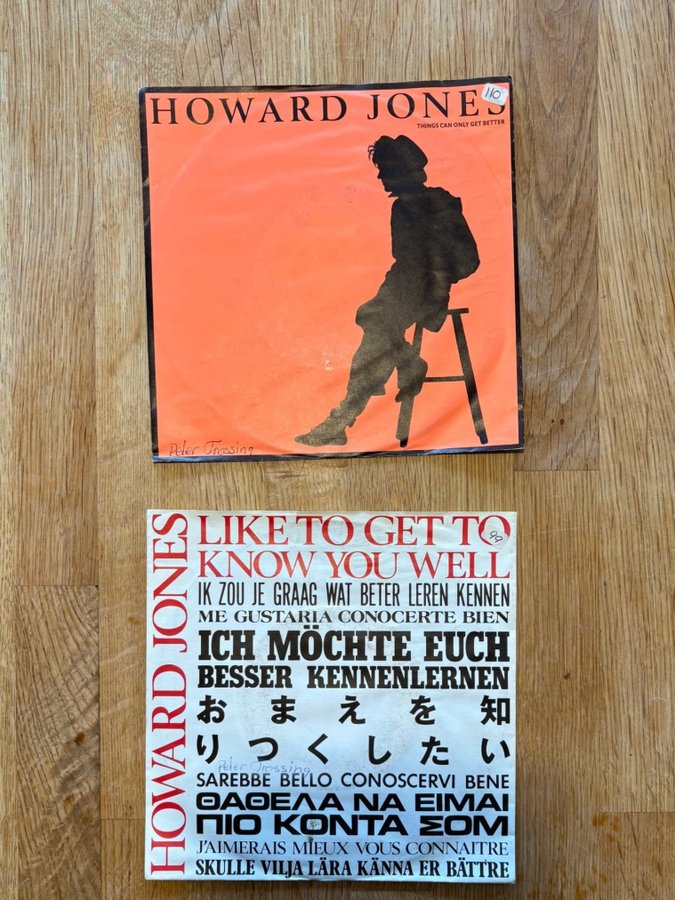 HOWARD JONES
110
THINGS CAN ONLY GET BETTER
Peter Trossing
HOWARD JONES
LIKE TO GET TO
99
KNOW YOU WELL
IK ZOU JE GRAAG WAT BETER LEREN KENNEN
ME GUSTARIA CONOCERTE BIEN
ICH MÖCHTE EUCH
BESSER KENNENLERNEN
おまえを知
りつくしたい
Peter Trossing
SAREBBE BELLO CONOSCERVI BENE
ΘΑΘΕΛΑ ΝΑ ΕΙΜΑΙ
ΠΙΟ ΚΟΝΤΑ ΣΟΜ
J'AIMERAIS MIEUX VOUS CONNAITRE
SKULLE VILJA LÄRA KÄNNA ER BÄTTRE